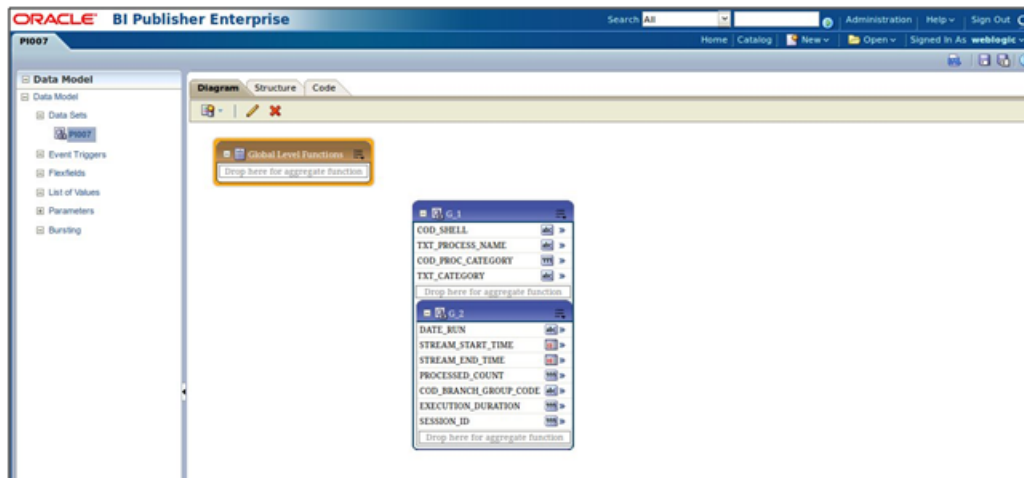 ORACLE BI Publisher Enterprise Search All Administration Help Sign Out
PI007 Home Catalog New Open Signed In As weblogic
Data Model
Diagram Structure Code
Data Model
Data Sets
PI007
Event Triggers
Flexfields
List of Values
Parameters
Bursting
Global Level Functions
Drop here for aggregate function
G_1
COD_SHELL
TXT_PROCESS_NAME
COD_PROC_CATEGORY
TXT_CATEGORY
Drop here for aggregate function
G_2
DATE_RUN
STREAM_START_TIME
STREAM_END_TIME
PROCESSED_COUNT
COD_BRANCH_GROUP_CODE
EXECUTION_DURATION
SESSION_ID
Drop here for aggregate function